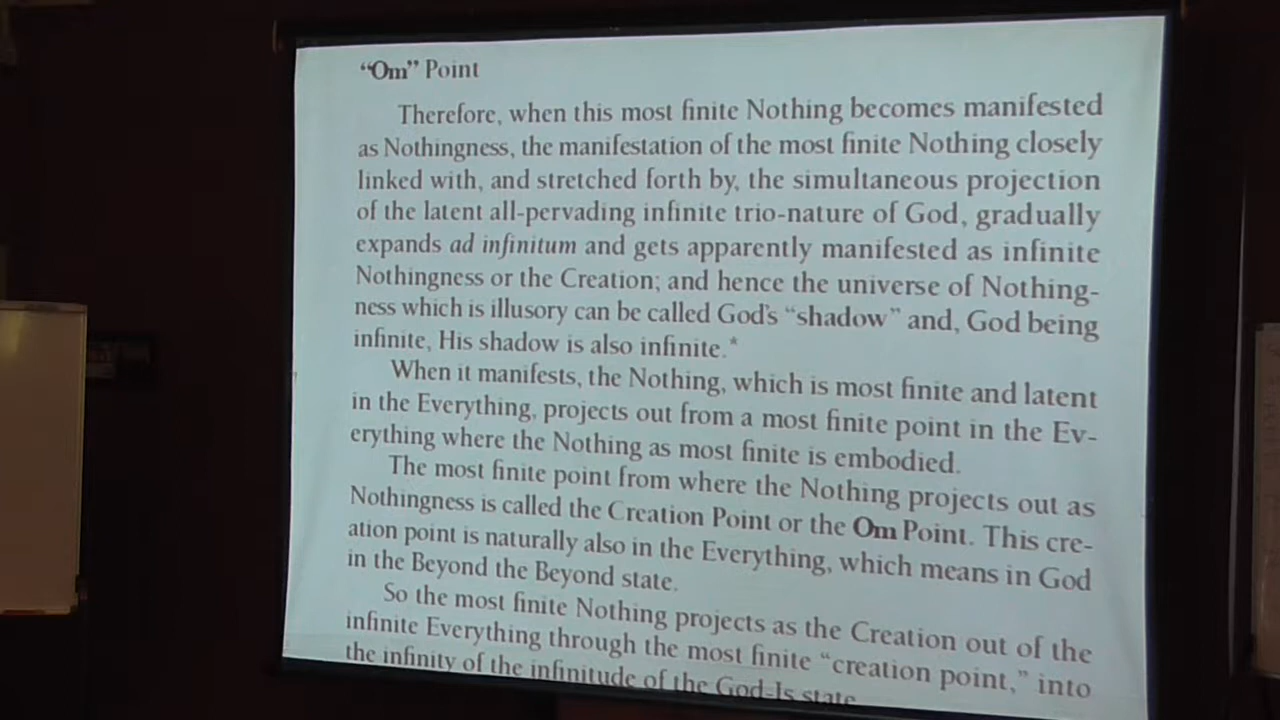 “Om” Point
Therefore, when this most finite Nothing becomes manifested
as Nothingness, the manifestation of the most finite Nothing closely
linked with, and stretched forth by, the simultaneous projection
of the latent all-pervading infinite trio-nature of God, gradually
expands ad infinitum and gets apparently manifested as infinite
Nothingness or the Creation; and hence the universe of Nothing-
ness which is illusory can be called God's “shadow” and, God being
infinite, His shadow is also infinite.*
When it manifests, the Nothing, which is most finite and latent
in the Everything, projects out from a most finite point in the Ev-
erything where the Nothing as most finite is embodied.
The most finite point from where the Nothing projects out as
Nothingness is called the Creation Point or the Om Point. This cre-
ation point is naturally also in the Everything, which means in God
in the Beyond the Beyond state.
So the most finite Nothing projects as the Creation out of the
infinite Everything through the most finite “creation point,” into
the infinity of the infinitude of the God-Is state